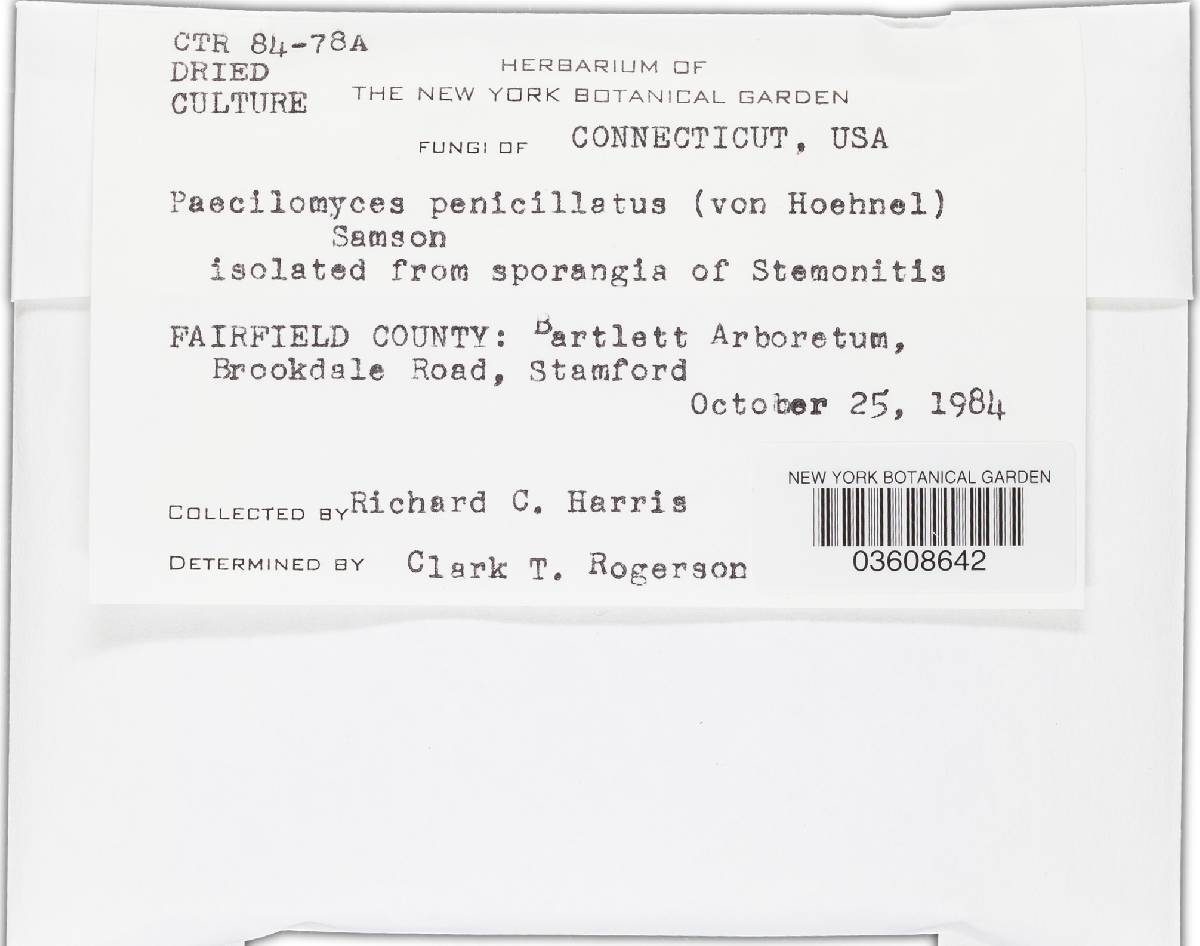 CTR 84-78A
DRIED
CULTURE
HERBARIUM OF
THE NEW YORK BOTANICAL GARDEN
FUNGI OF CONNECTICUT, USA
Paecilomyces penicillatus (von Hoehnel)
Samson
isolated from sporangia of Stemonitis
FAIRFIELD COUNTY: Bartlett Arboretum,
Brookdale Road, Stamford
October 25, 1984
COLLECTED BY Richard C. Harris
DETERMINED BY Clark T. Rogerson
NEW YORK BOTANICAL GARDEN
03608642